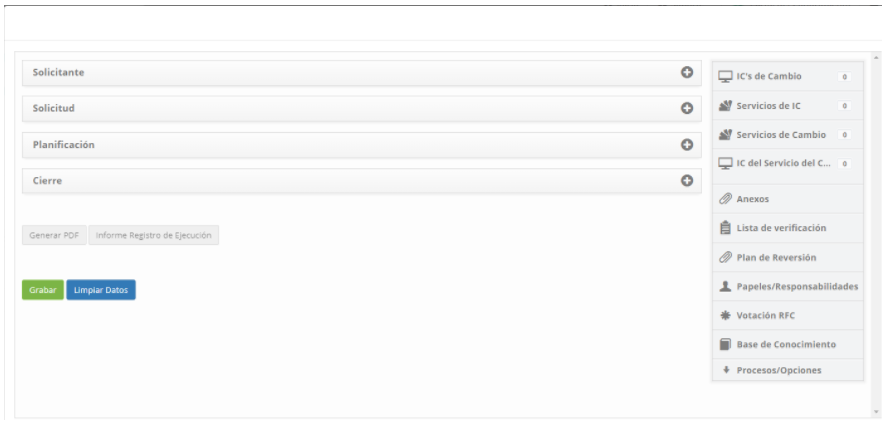 Solicitante
Solicitud
Planificación
Cierre
Generar PDF Informe Registro de Ejecución
Grabar Limpiar Datos
IC's de Cambio 0
Servicios de IC 0
Servicios de Cambio 0
IC del Servicio del C... 0
Anexos
Lista de verificación
Plan de Reversión
Papeles/Responsabilidades
Votación RFC
Base de Conocimiento
Procesos/Opciones